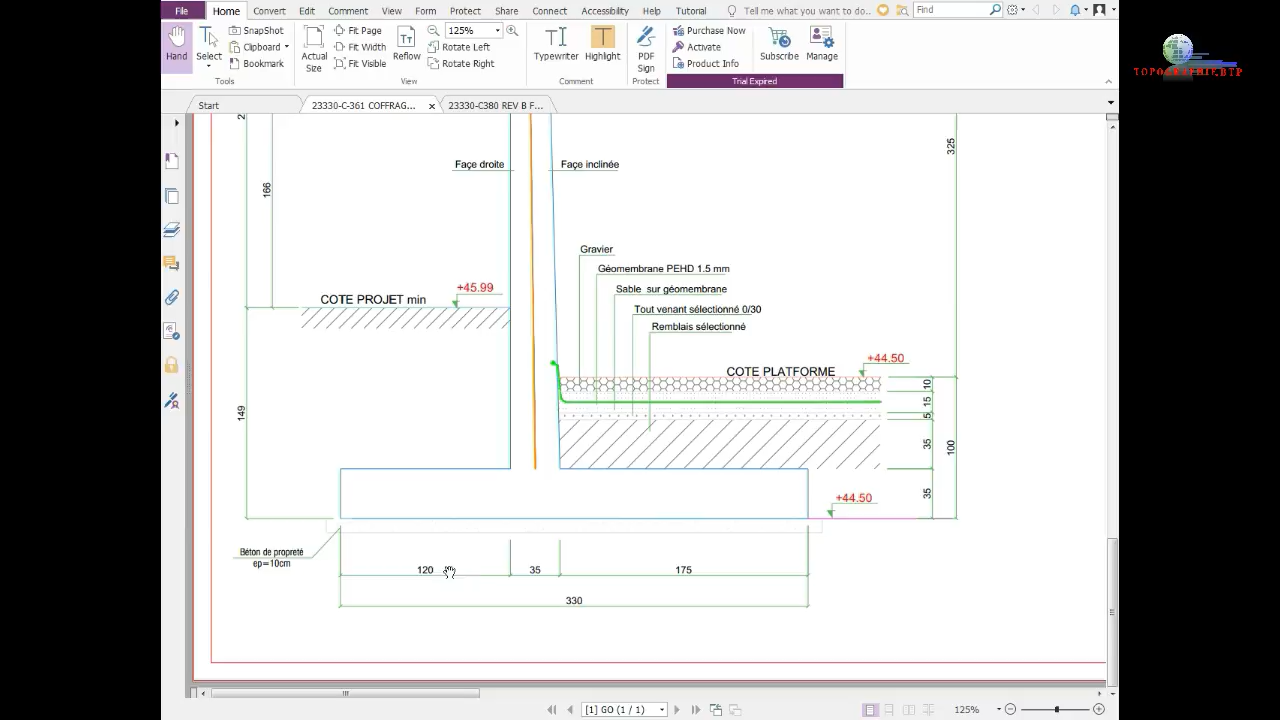 File Home Convert Edit Comment View Form Protect Share Connect Accessibility Help Tutorial Tell me what you want to do... Find
SnapShot
Clipboard
Bookmark
Hand Select
Tools
Actual Size
Fit Page
Fit Width
Fit Visible
Reflow
125%
Rotate Left
Rotate Right
View
Typewriter Highlight
Comment
PDF Sign
Protect
Purchase Now
Activate
Product Info
Subscribe Manage
Trial Expired
TOPOGRAPHIE.BTP
Start 23330-C-361 COFFRAG... 23330-C380 REV B F...
2
325
Façe droite Façe inclinée
166
Gravier
Géomembrane PEHD 1.5 mm
Sable sur géomembrane
Tout venant sélectionné 0/30
Remblais sélectionné
COTE PROJET min +45.99
COTE PLATFORME +44.50
10
15
5
35
100
35
149
+44.50
Béton de propreté
ep=10cm
120 35 175
330
[1] GO (1 / 1) 125%